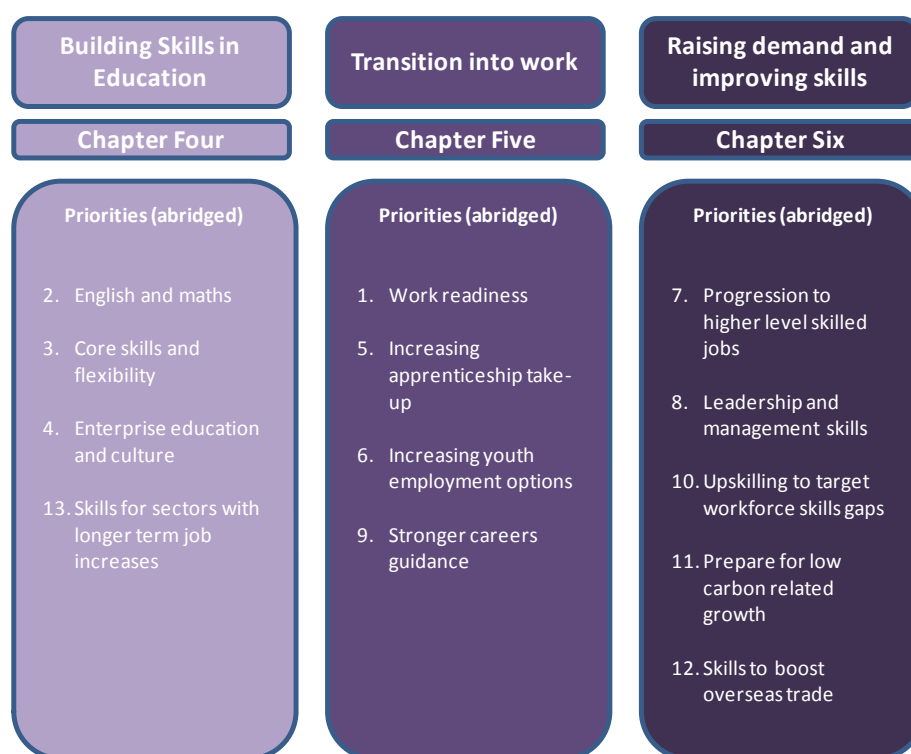 Building Skills in
Education
Chapter Four
Priorities (abridged)
2. English and maths
3. Core skills and
flexibility
4. Enterprise education
and culture
13. Skills for sectors with
longer term job
increases
Transition into work
Chapter Five
Priorities (abridged)
1. Work readiness
5. Increasing
apprenticeship take-
up
6. Increasing youth
employment options
9. Stronger careers
guidance
Raising demand and
improving skills
Chapter Six
Priorities (abridged)
7. Progression to
higher level skilled
jobs
8. Leadership and
management skills
10. Upskilling to target
workforce skills gaps
11. Prepare for low
carbon related
growth
12. Skills to boost
overseas trade